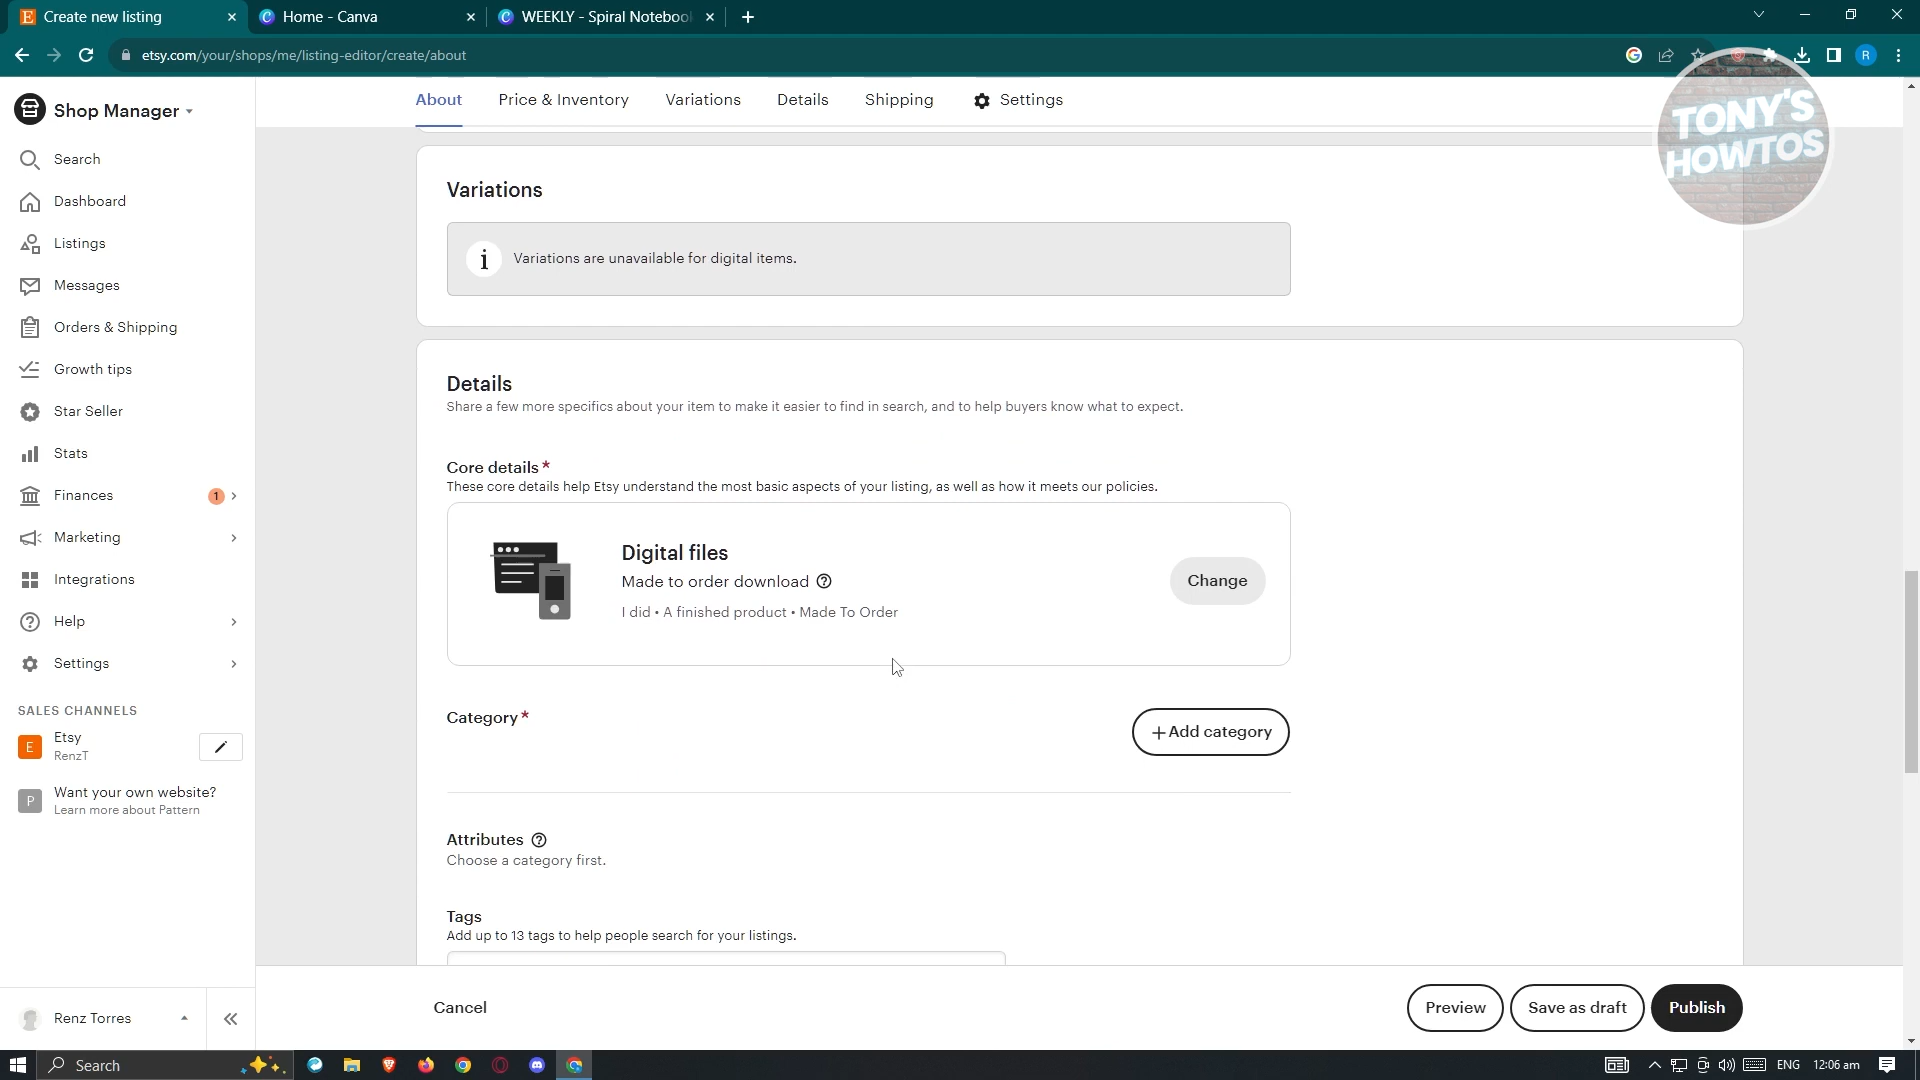 Create new listing
Home - Canva
WEEKLY - Spiral Notebook
etsy.com/your/shops/me/listing-editor/create/about
R
TONY'S
HOWTOS
Shop Manager
Search
Dashboard
Listings
Messages
Orders & Shipping
Growth tips
Star Seller
Stats
Finances
1
Marketing
Integrations
Help
Settings
SALES CHANNELS
E
Etsy
RenzT
P
Want your own website?
Learn more about Pattern
Renz Torres
About
Price & Inventory
Variations
Details
Shipping
Settings
Variations
Variations are unavailable for digital items.
Details
Share a few more specifics about your item to make it easier to find in search, and to help buyers know what to expect.
Core details*
These core details help Etsy understand the most basic aspects of your listing, as well as how it meets our policies.
Digital files
Made to order download
I did • A finished product • Made To Order
Change
Category*
+Add category
Attributes
Choose a category first.
Tags
Add up to 13 tags to help people search for your listings.
Cancel
Preview
Save as draft
Publish
Search
ENG
12:06 am